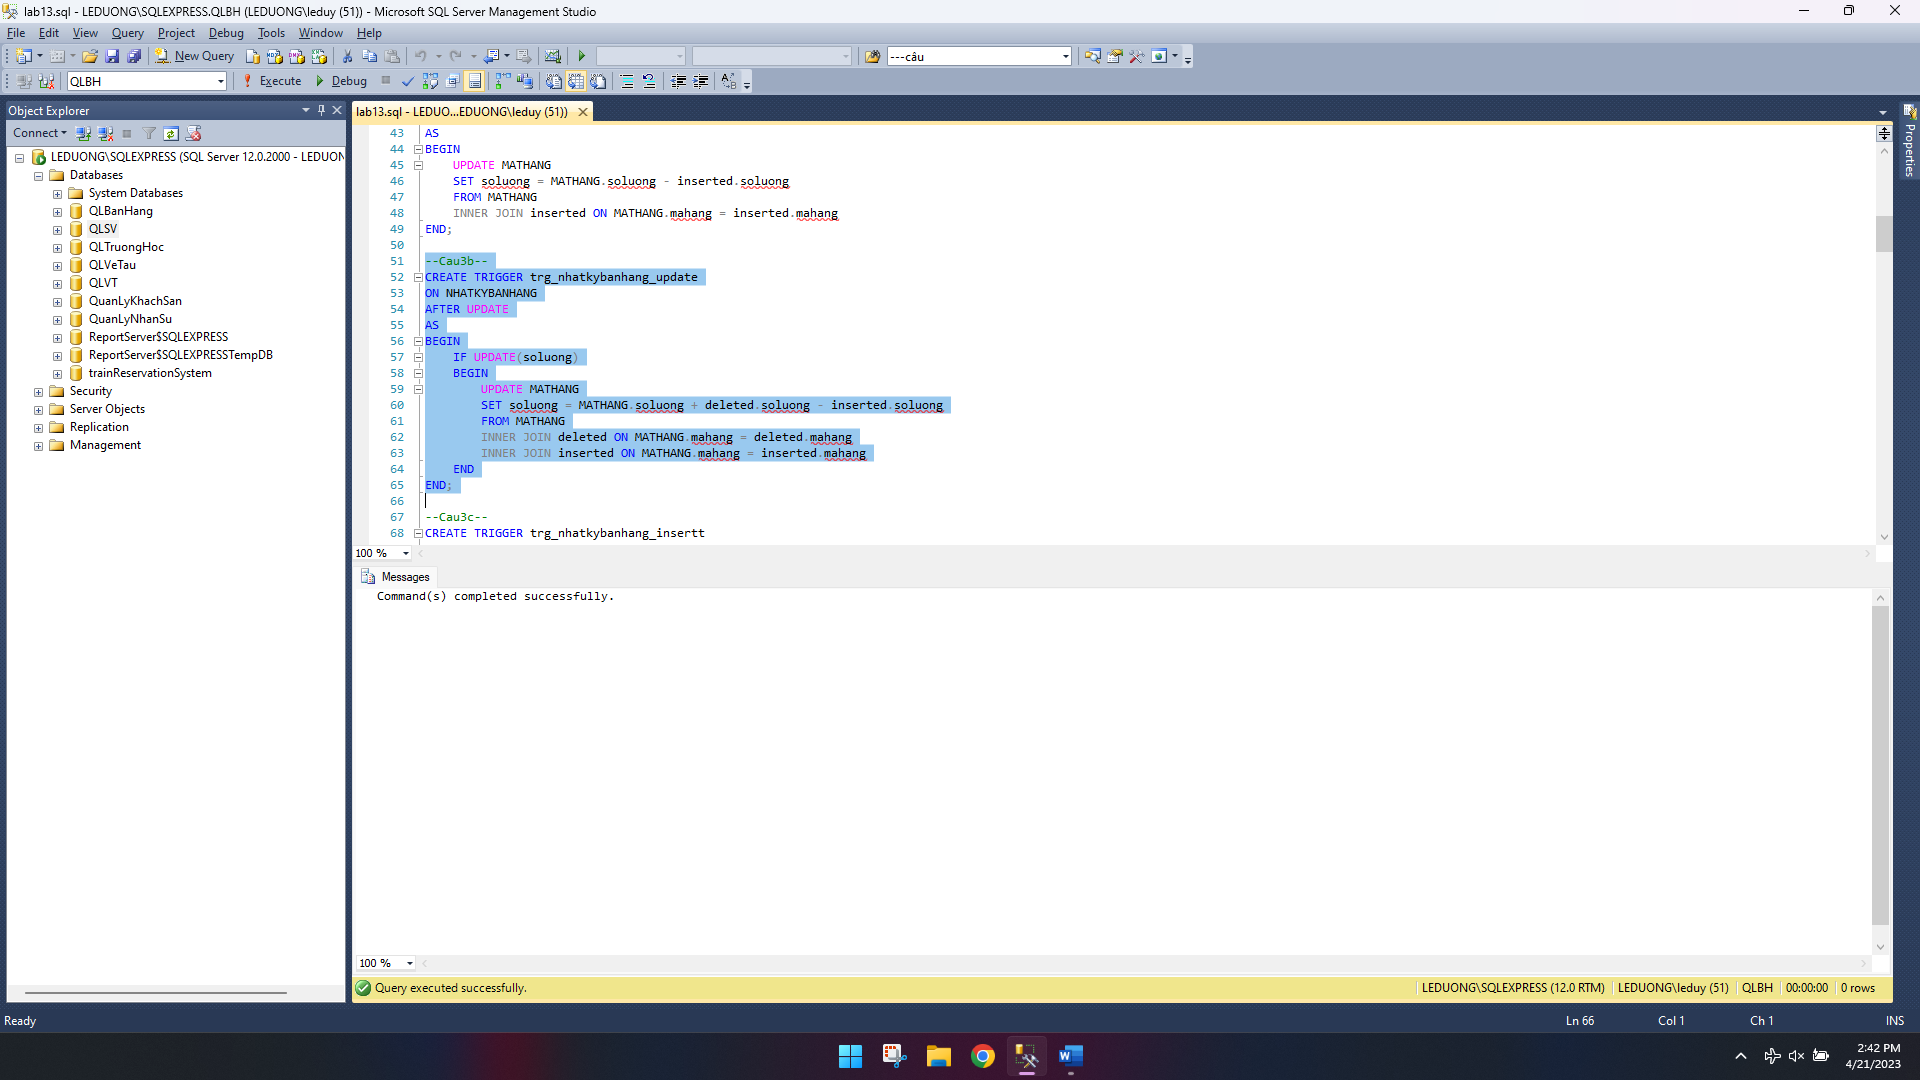 lab13.sql - LEDUONG\SQLEXPRESS.QLBH (LEDUONG\leduy (51)) - Microsoft SQL Server Management Studio
File Edit View Query Project Debug Tools Window Help
New Query ---câu
QLBH Execute Debug
Object Explorer
Connect
LEDUONG\SQLEXPRESS (SQL Server 12.0.2000 - LEDUON
Databases
System Databases
QLBanHang
QLSV
QLTruongHoc
QLVeTau
QLVT
QuanLyKhachSan
QuanLyNhanSu
ReportServer$SQLEXPRESS
ReportServer$SQLEXPRESSTempDB
trainReservationSystem
Security
Server Objects
Replication
Management
lab13.sql - LEDUO...EDUONG\leduy (51))
43 AS
44 BEGIN
45 UPDATE MATHANG
46 SET soluong = MATHANG.soluong - inserted.soluong
47 FROM MATHANG
48 INNER JOIN inserted ON MATHANG.mahang = inserted.mahang
49 END;
50
51 --Cau3b--
52 CREATE TRIGGER trg_nhatkybanhang_update
53 ON NHATKYBANHANG
54 AFTER UPDATE
55 AS
56 BEGIN
57 IF UPDATE(soluong)
58 BEGIN
59 UPDATE MATHANG
60 SET soluong = MATHANG.soluong + deleted.soluong - inserted.soluong
61 FROM MATHANG
62 INNER JOIN deleted ON MATHANG.mahang = deleted.mahang
63 INNER JOIN inserted ON MATHANG.mahang = inserted.mahang
64 END
65 END;
66
67 --Cau3c--
68 CREATE TRIGGER trg_nhatkybanhang_insertt
100 %
Messages
Command(s) completed successfully.
100 %
Query executed successfully. LEDUONG\SQLEXPRESS (12.0 RTM) LEDUONG\leduy (51) QLBH 00:00:00 0 rows
Properties
Ready Ln 66 Col 1 Ch 1 INS
2:42 PM
4/21/2023